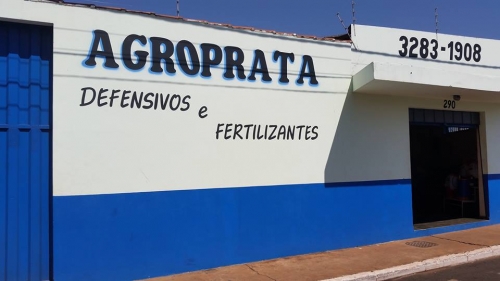 AGROPRATA
DEFENSIVOS e
FERTILIZANTES
3283-1908
290